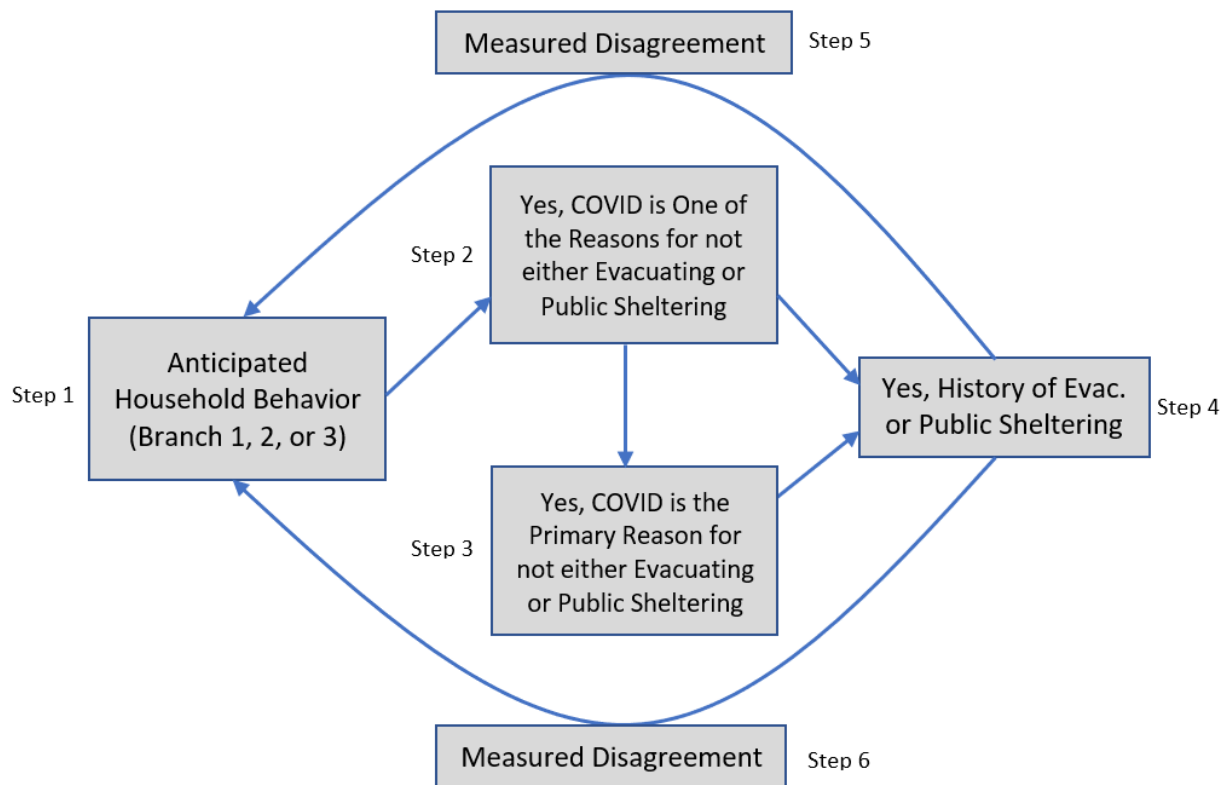 Measured Disagreement
Step 5
Yes, COVID is One of
the Reasons for not
either Evacuating or
Public Sheltering
Step 2
Anticipated
Household Behavior
(Branch 1, 2, or 3)
Step 1
Yes, History of Evac.
or Public Sheltering
Step 4
Yes, COVID is the
Primary Reason for
not either Evacuating
or Public Sheltering
Step 3
Measured Disagreement
Step 6